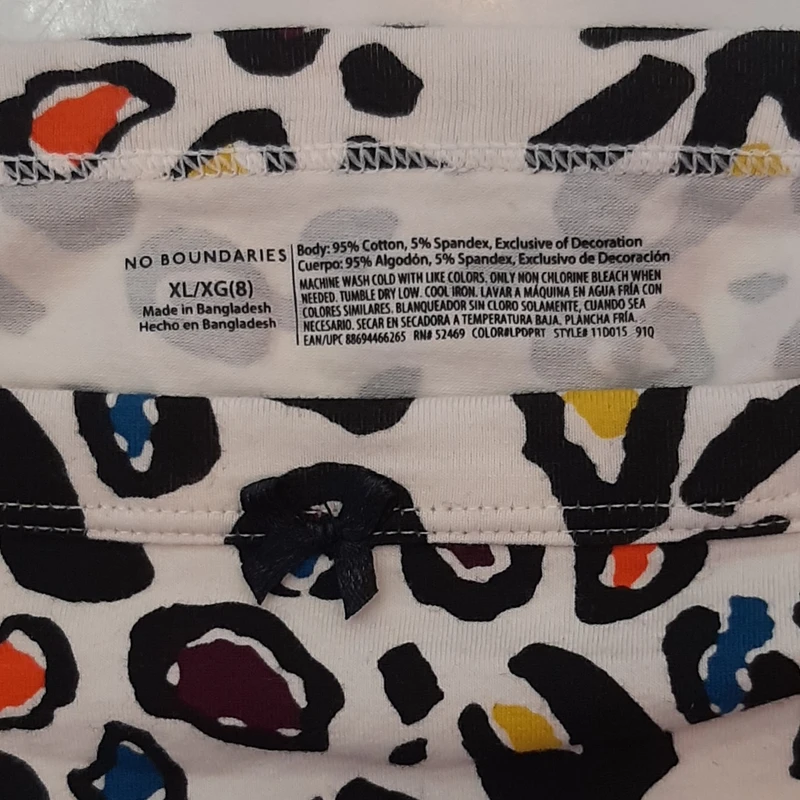 NO BOUNDARIES
XL/XG(8)
Made in Bangladesh
Hecho en Bangladesh
Body: 95% Cotton, 5% Spandex, Exclusive of Decoration
Cuerpo: 95% Algodón, 5% Spandex, Exclusivo de Decoración
MACHINE WASH COLD WITH LIKE COLORS. ONLY NON CHLORINE BLEACH WHEN
NEEDED. TUMBLE DRY LOW. COOL IRON. LAVAR A MÁQUINA EN AGUA FRÍA CON
COLORES SIMILARES. BLANQUEADOR SIN CLORO SOLAMENTE, CUANDO SEA
NECESARIO. SECAR EN SECADORA A TEMPERATURA BAJA. PLANCHA FRÍA.
EAN/UPC 88694466265 RN# 52469 COLOR#LPDPRT STYLE# 11D015 91Q